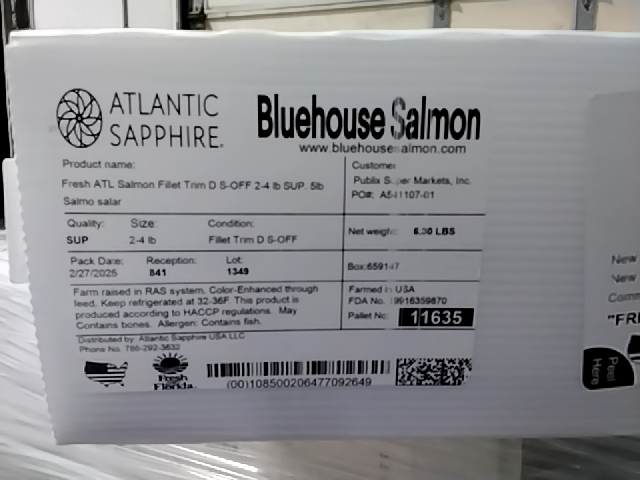 ATLANTIC
SAPPHIRE.
Bluehouse Salmon
www.bluehousesalmon.com
Product name:
Fresh ATL Salmon Fillet Trim D S-OFF 2-4 lb SUP. 5lb
Salmo salar
Customer
Publix Super Markets, Inc.
PO#: A541107-01
Quality: Size: Condition:
SUP 2-4 lb Fillet Trim D S-OFF
Net weight: 6.30 LBS
Pack Date: Reception: Lot:
2/27/2025 841 1349
Box:659147
Farm raised in RAS system. Color-Enhanced through
feed. Keep refrigerated at 32-36F. This product is
produced according to HACCP regulations. May
Contains bones. Allergen: Contains fish.
Farmed in USA
FDA No. 19916359870
Pallet No: 11635
Distributed by: Atlantic Sapphire USA LLC
Phone No. 786-292-3632
Fresh
Florida.
(00)108500206477092649
New
New
Comm
"FRE
Peel
Here